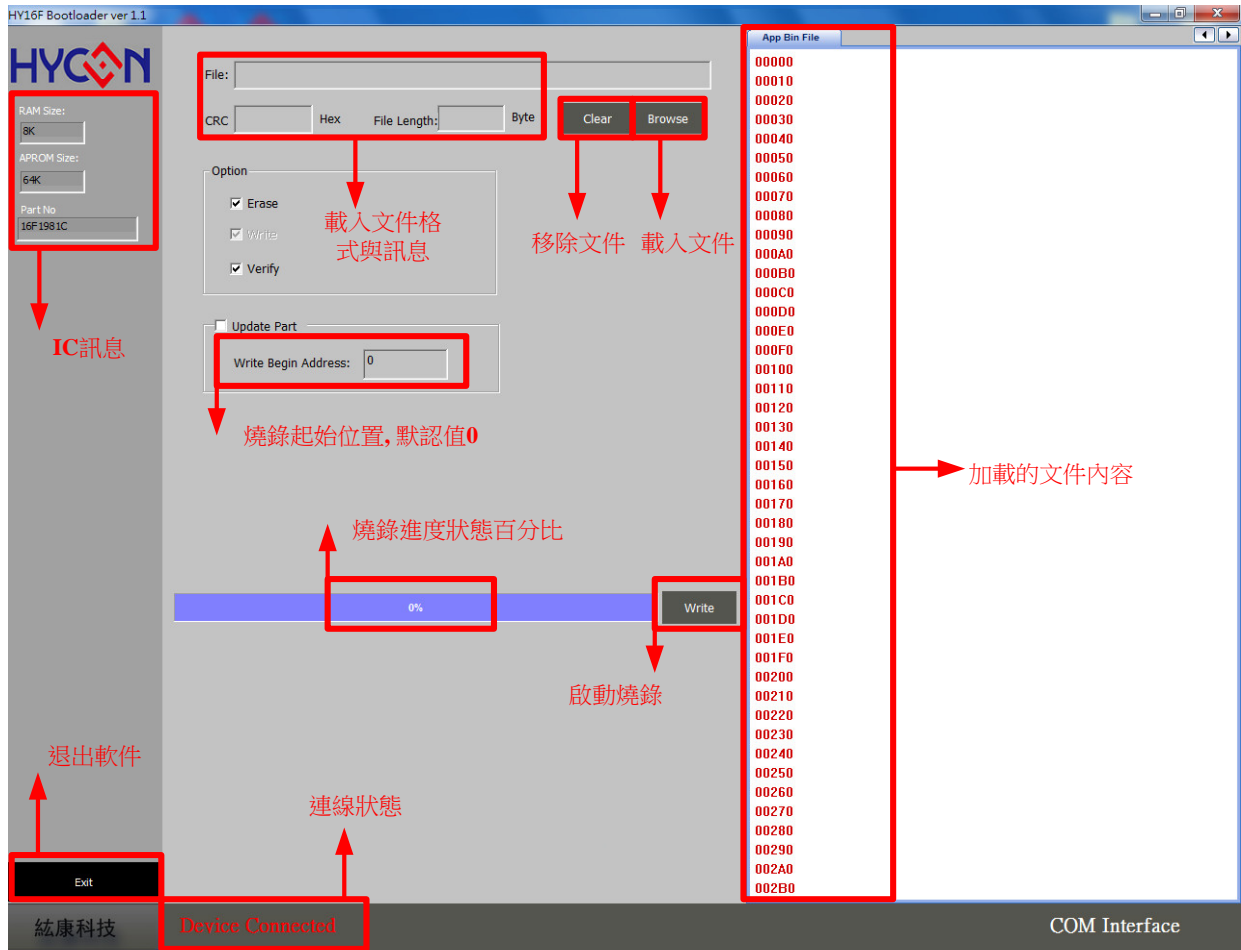 HY16F Bootloader ver 1.1
HYCON
RAM Size:
8K
APROM Size:
64K
Part No
16F1981C
IC訊息
File:
CRC
Hex
File Length:
Byte
Clear
Browse
Option
Erase
Write
Verify
載入文件格
式與訊息
移除文件
載入文件
Update Part
Write Begin Address:
0
燒錄起始位置, 默認值0
燒錄進度狀態百分比
0%
Write
啟動燒錄
退出軟件
連線狀態
Exit
紘康科技
Device Connected
COM Interface
App Bin File
00000
00010
00020
00030
00040
00050
00060
00070
00080
00090
000A0
000B0
000C0
000D0
000E0
000F0
00100
00110
00120
00130
00140
00150
00160
00170
00180
00190
001A0
001B0
001C0
001D0
001E0
001F0
00200
00210
00220
00230
00240
00250
00260
00270
00280
00290
002A0
002B0
加載的文件內容